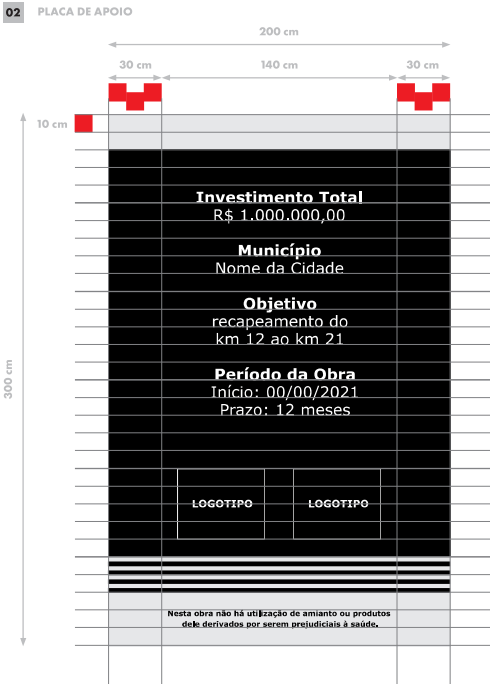 02 PLACA DE APOIO
200 cm
30 cm 140 cm 30 cm
10 cm
300 cm
Investimento Total
R$ 1.000.000,00
Município
Nome da Cidade
Objetivo
recapeamento do
km 12 ao km 21
Período da Obra
Início: 00/00/2021
Prazo: 12 meses
LOGOTIPO LOGOTIPO
Nesta obra não há utilização de amianto ou produtos
dele derivados por serem prejudiciais à saúde.